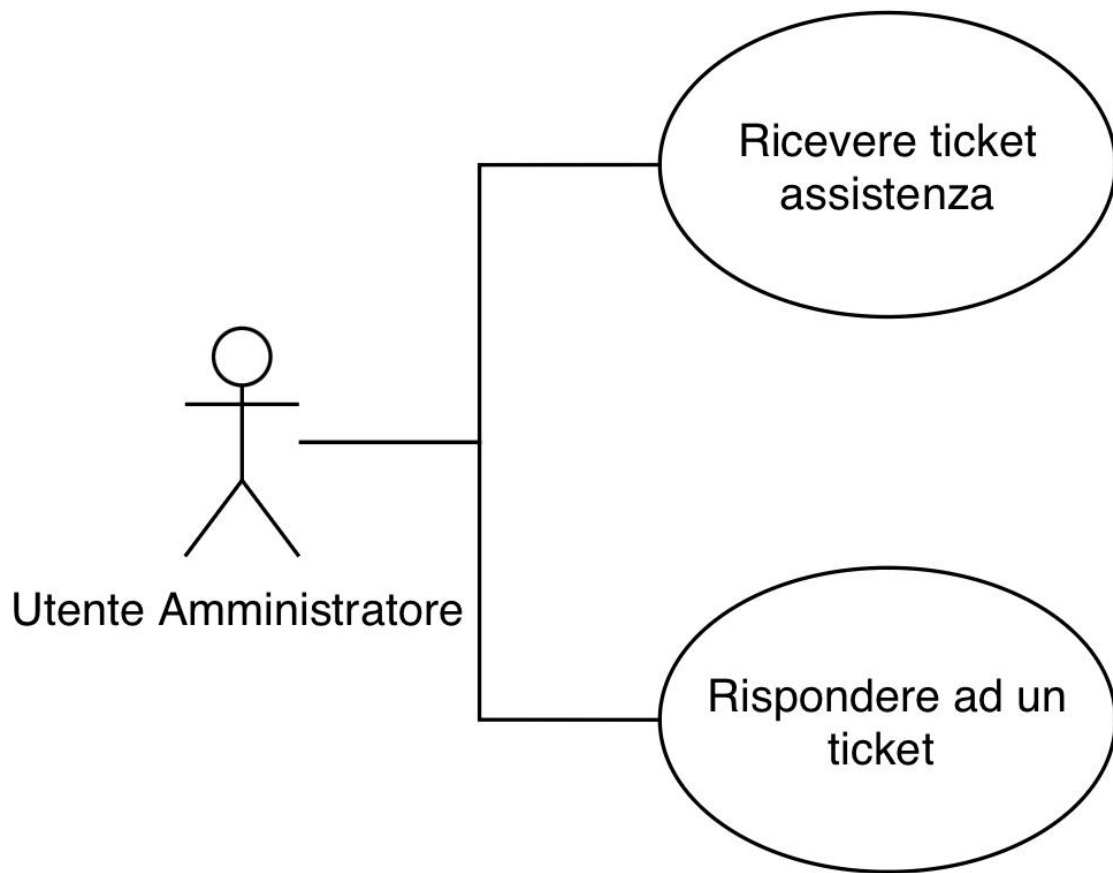 Ricevere ticket
assistenza
Utente Amministratore
Rispondere ad un
ticket